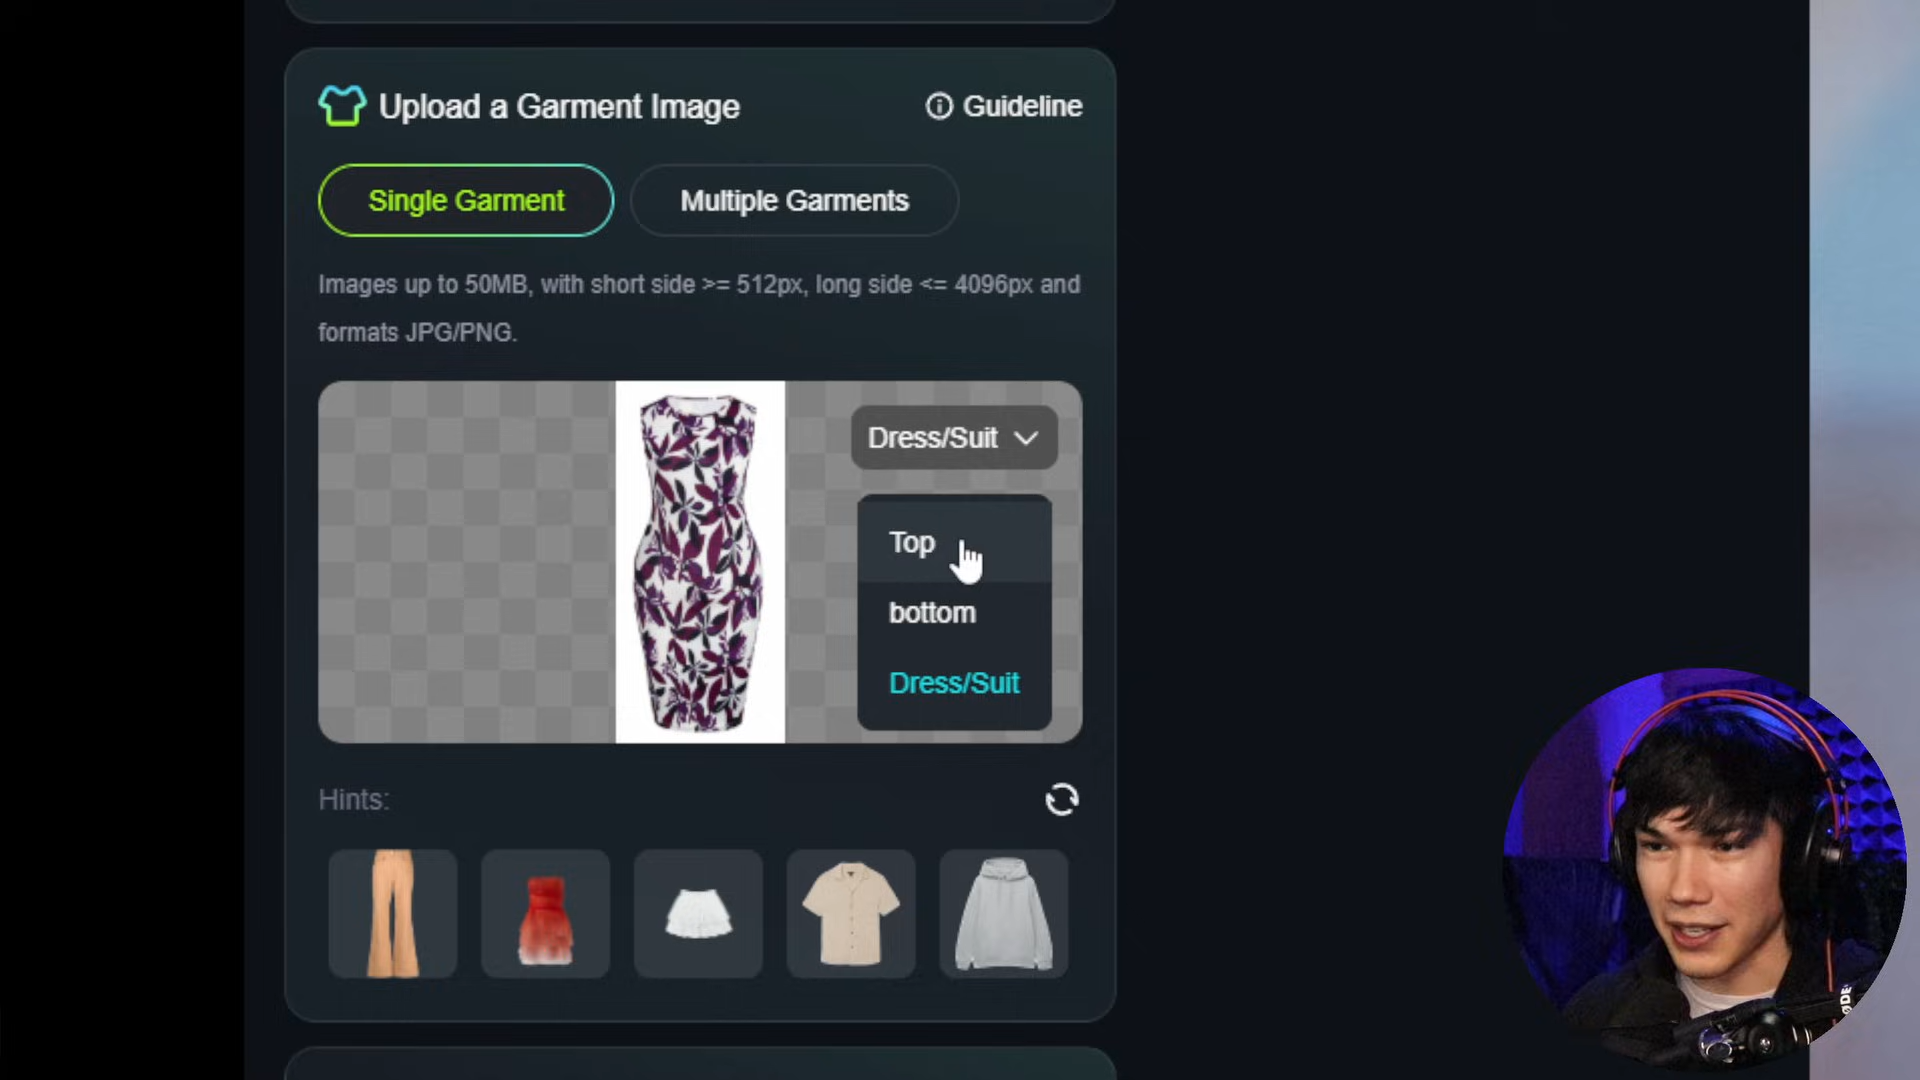 Upload a Garment Image
Guideline
Single Garment
Multiple Garments
Images up to 50MB, with short side >= 512px, long side <= 4096px and
formats JPG/PNG.
Dress/Suit
Top
bottom
Dress/Suit
Hints: